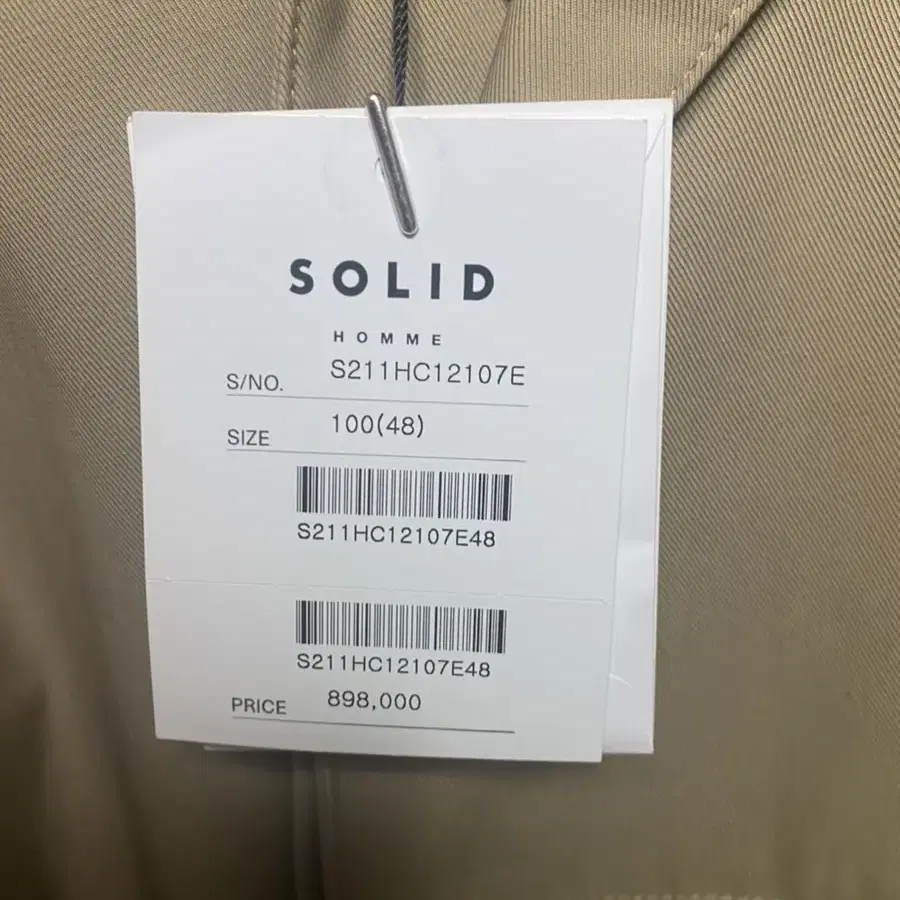 SOLID
HOMME
S/NO. S211HC12107E
SIZE 100(48)
S211HC12107E48
S211HC12107E48
PRICE 898,000